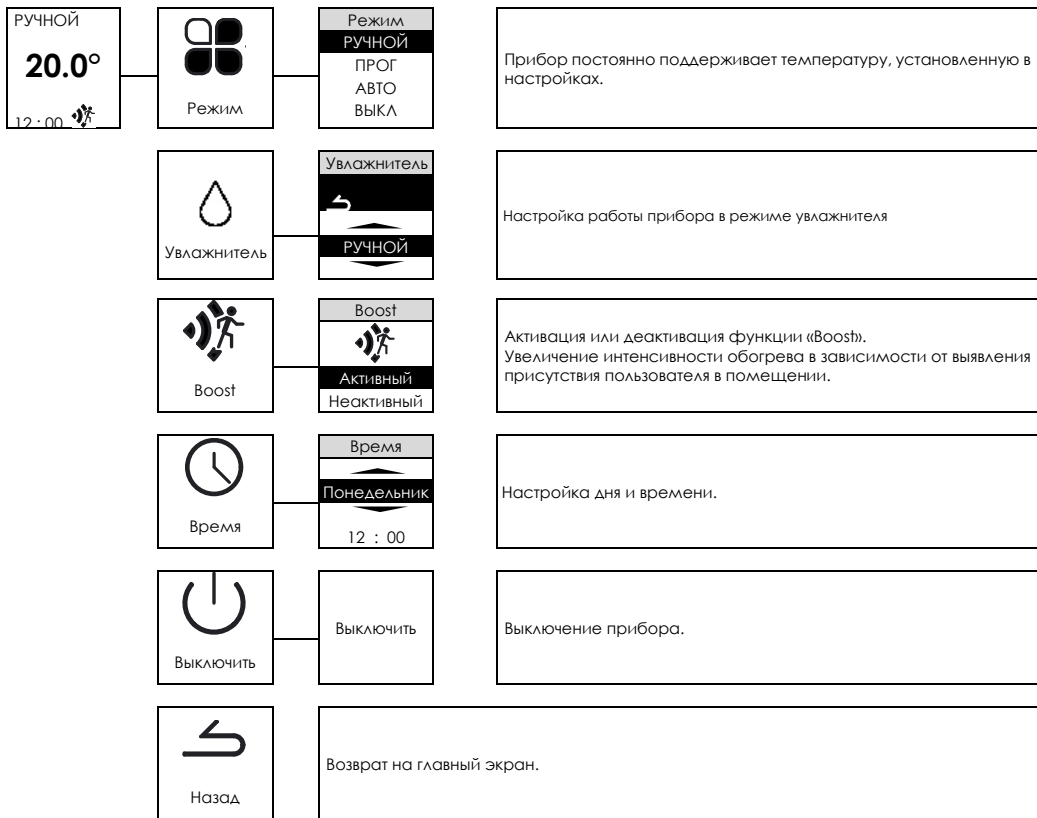 РУЧНОЙ
20.0°
12 : 00
Режим
Режим
РУЧНОЙ
ПРОГ
АВТО
ВЫКЛ
Прибор постоянно поддерживает температуру, установленную в
настройках.
Увлажнитель
Увлажнитель
РУЧНОЙ
Настройка работы прибора в режиме увлажнителя
Boost
Boost
Активный
Неактивный
Активация или деактивация функции «Boost».
Увеличение интенсивности обогрева в зависимости от выявления
присутствия пользователя в помещении.
Время
Время
Понедельник
12 : 00
Настройка дня и времени.
Выключить
Выключить
Выключение прибора.
Назад
Возврат на главный экран.